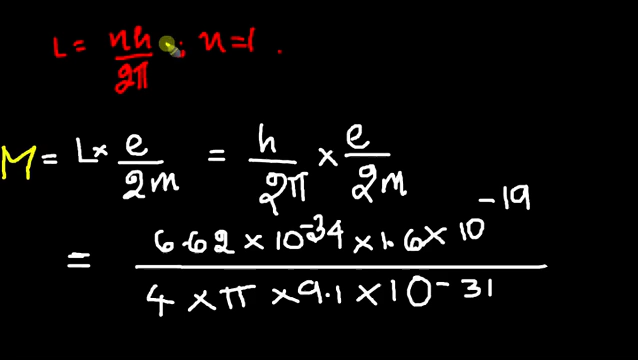 L = nh/2π ; n = 1 .
M = L × e/2m = h/2π × e/2m
= 6.62 × 10^-34 × 1.6 × 10^-19 / 4 × π × 9.1 × 10^-31